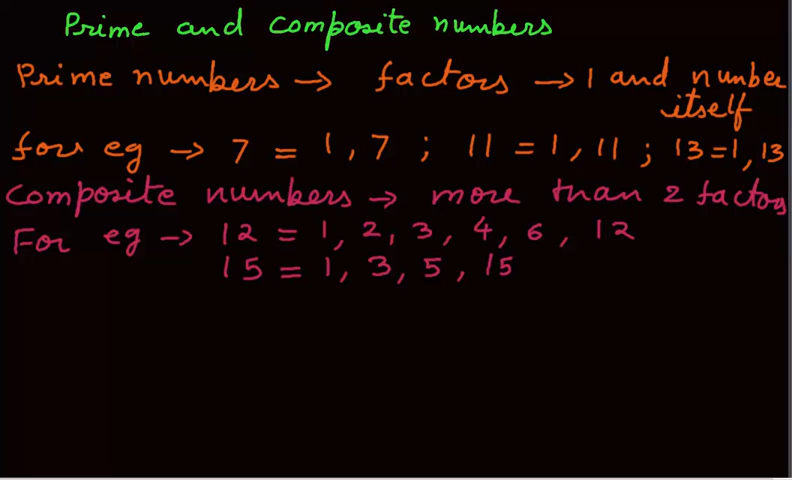 Prime and composite numbers
Prime numbers → factors → 1 and number
itself
for eg → 7 = 1, 7 ; 11 = 1, 11 ; 13 = 1, 13
Composite numbers → more than 2 factors
For eg → 12 = 1, 2, 3, 4, 6, 12
15 = 1, 3, 5, 15